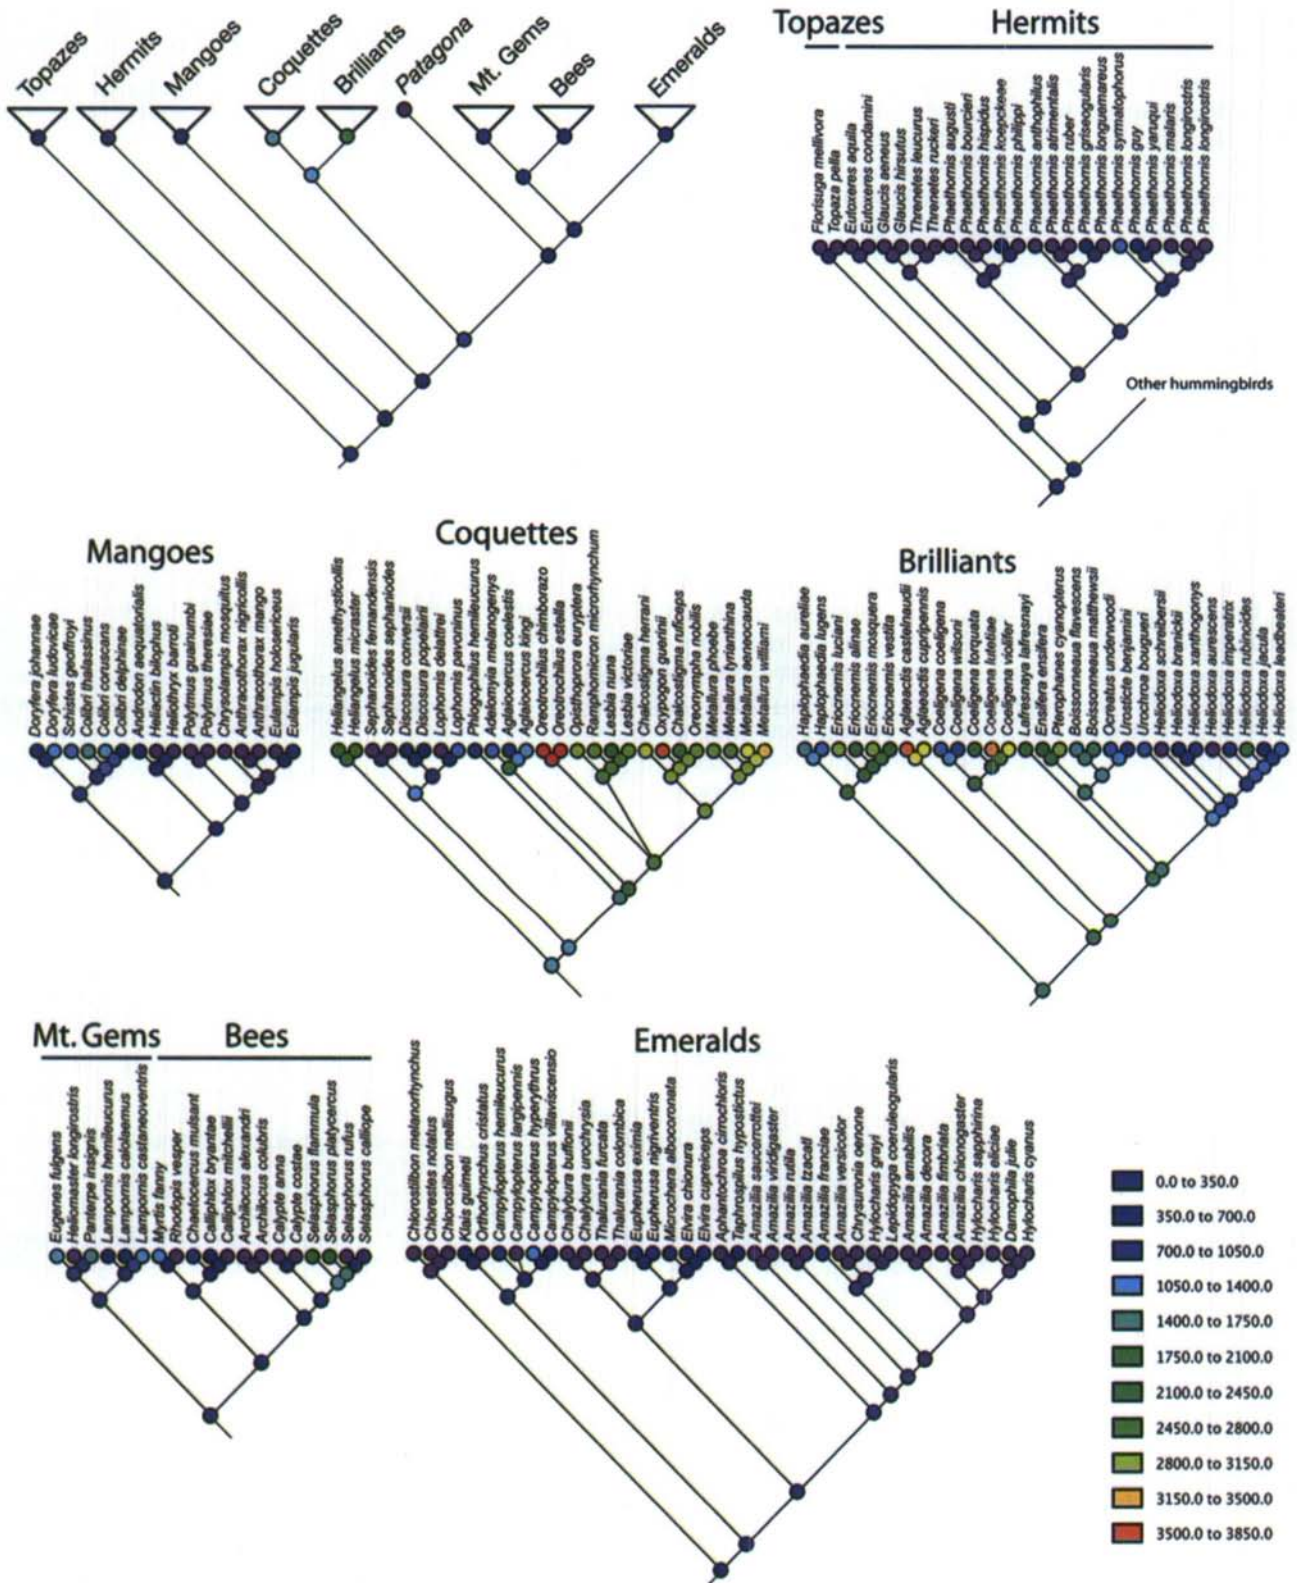 Topazes
Hermits
Mangoes
Coquettes
Brilliants
Patagona
Mt. Gems
Bees
Emeralds
Topazes
Hermits
Florisuga mellivora
Topaza pella
Eutoxeres aquila
Eutoxeres condamini
Glaucis aeneus
Glaucis hirsutus
Threnetes leucurus
Threnetes ruckeri
Phaethornis augusti
Phaethornis bourcieri
Phaethornis hispidus
Phaethornis koepckeae
Phaethornis philippi
Phaethornis anthophilus
Phaethornis atrimentalis
Phaethornis ruber
Phaethornis griseogularis
Phaethornis longuemareus
Phaethornis syrmatophorus
Phaethornis guy
Phaethornis yaruqui
Phaethornis malaris
Phaethornis longirostris
Phaethornis longirostris
Other hummingbirds
Mangoes
Doryfera johannae
Doryfera ludovicae
Schistes geoffroyi
Colibri thalassinus
Colibri coruscans
Colibri delphinae
Androdon aequatorialis
Heliactin bilophus
Heliothryx barroti
Polytmus guainumbi
Polytmus theresiae
Chrysolampis mosquitus
Anthracothorax nigricollis
Anthracothorax mango
Eulampis holosericeus
Eulampis jugularis
Coquettes
Heliangelus amethysticollis
Heliangelus micraster
Sephanoides fernandensis
Sephanoides sephaniodes
Discosura conversii
Discosura popelairii
Lophornis delattrei
Lophornis pavoninus
Phlogophilus hemileucurus
Adelomyia melanogenys
Aglaiocercus coelestis
Aglaiocercus kingi
Oreotrochilus chimborazo
Oreotrochilus estella
Opisthoprora euryptera
Ramphomicron microrhynchum
Lesbia nuna
Lesbia victoriae
Chalcostigma herrani
Oxypogon guerinii
Chalcostigma ruficeps
Oreonympha nobilis
Metallura phoebe
Metallura tyrianthina
Metallura aeneocauda
Metallura williami
Brilliants
Haplophaedia aureliae
Haplophaedia lugens
Eriocnemis luciani
Eriocnemis alinae
Eriocnemis mosquera
Eriocnemis vestita
Aglaeactis castelnaudii
Aglaeactis cupripennis
Coeligena coeligena
Coeligena wilsoni
Coeligena torquata
Coeligena lutetiae
Coeligena violifer
Lafresnaya lafresnayi
Ensifera ensifera
Pterophanes cyanopterus
Boissonneaua flavescens
Boissonneaua matthewsii
Ocreatus underwoodi
Urosticte benjamini
Urochroa bougueri
Heliodoxa schreibersii
Heliodoxa branickii
Heliodoxa xanthogonys
Heliodoxa aurescens
Heliodoxa imperatrix
Heliodoxa rubinoides
Heliodoxa jacula
Heliodoxa leadbeateri
Mt. Gems
Bees
Eugenes fulgens
Heliomaster longirostris
Panterpe insignis
Lampornis hemileucurus
Lampornis calolaemus
Lampornis castaneoventris
Myrtis fanny
Rhodopis vesper
Chaetocercus mulsant
Calliphlox bryantae
Calliphlox mitchellii
Archilocus alexandri
Archilocus colubris
Calypte anna
Calypte costae
Selasphorus flammula
Selasphorus platycercus
Selasphorus rufus
Selasphorus calliope
Emeralds
Chlorostilbon melanorhynchus
Chlorestes notatus
Chlorostilbon mellisugus
Klais guimeti
Orthorhyncus cristatus
Campylopterus hemileucurus
Campylopterus largipennis
Campylopterus hyperythrus
Campylopterus villaviscensio
Chalybura buffonii
Chalybura urochrysia
Thalurania furcata
Thalurania colombica
Eupherusa eximia
Eupherusa nigriventris
Microchera albocoronata
Elvira chionura
Elvira cupreiceps
Aphantochroa cirrochloris
Taphrospilus hypostictus
Amazilia saucerrottei
Amazilia viridigaster
Amazilia rutila
Amazilia tzacatl
Amazilia franciae
Amazilia versicolor
Chrysuronia oenone
Hylocharis grayi
Lepidopyga coeruleogularis
Amazilia amabilis
Amazilia decora
Amazilia fimbriata
Amazilia chionogaster
Hylocharis sapphirina
Hylocharis eliciae
Damophila julie
Hylocharis cyanus
0.0 to 350.0
350.0 to 700.0
700.0 to 1050.0
1050.0 to 1400.0
1400.0 to 1750.0
1750.0 to 2100.0
2100.0 to 2450.0
2450.0 to 2800.0
2800.0 to 3150.0
3150.0 to 3500.0
3500.0 to 3850.0